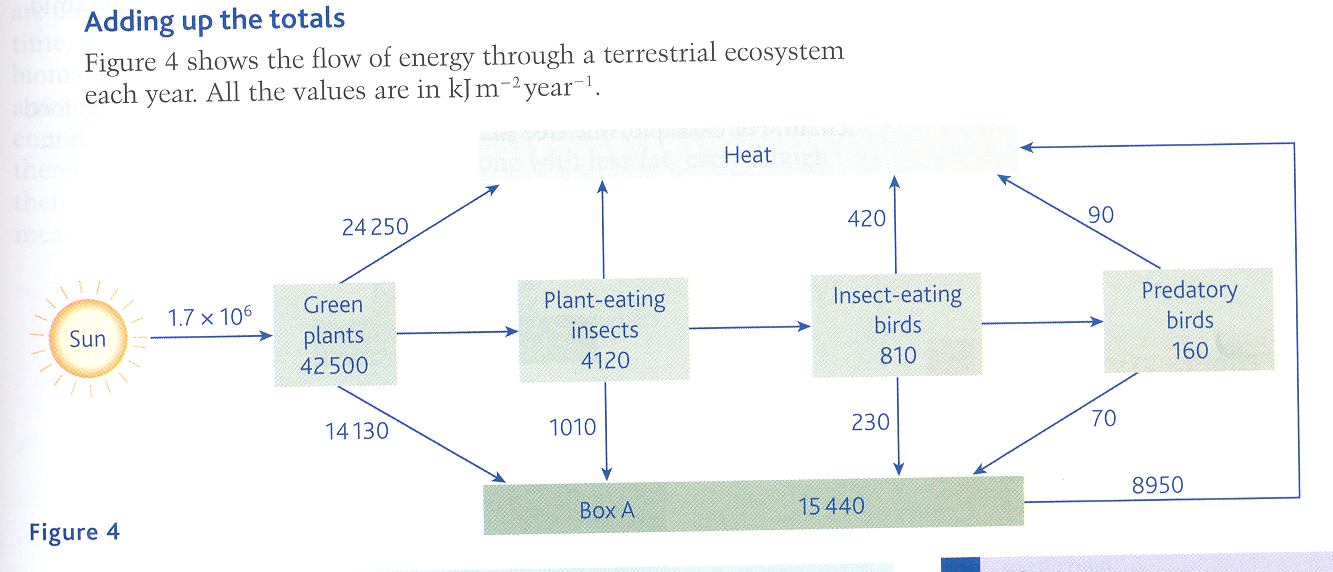 Adding up the totals
Figure 4 shows the flow of energy through a terrestrial ecosystem
each year. All the values are in kJ m⁻² year⁻¹.
Heat
24 250
420
90
Sun
1.7 × 10⁶
Green
plants
42 500
Plant-eating
insects
4120
Insect-eating
birds
810
Predatory
birds
160
14 130
1010
230
70
8950
Box A
15 440
Figure 4